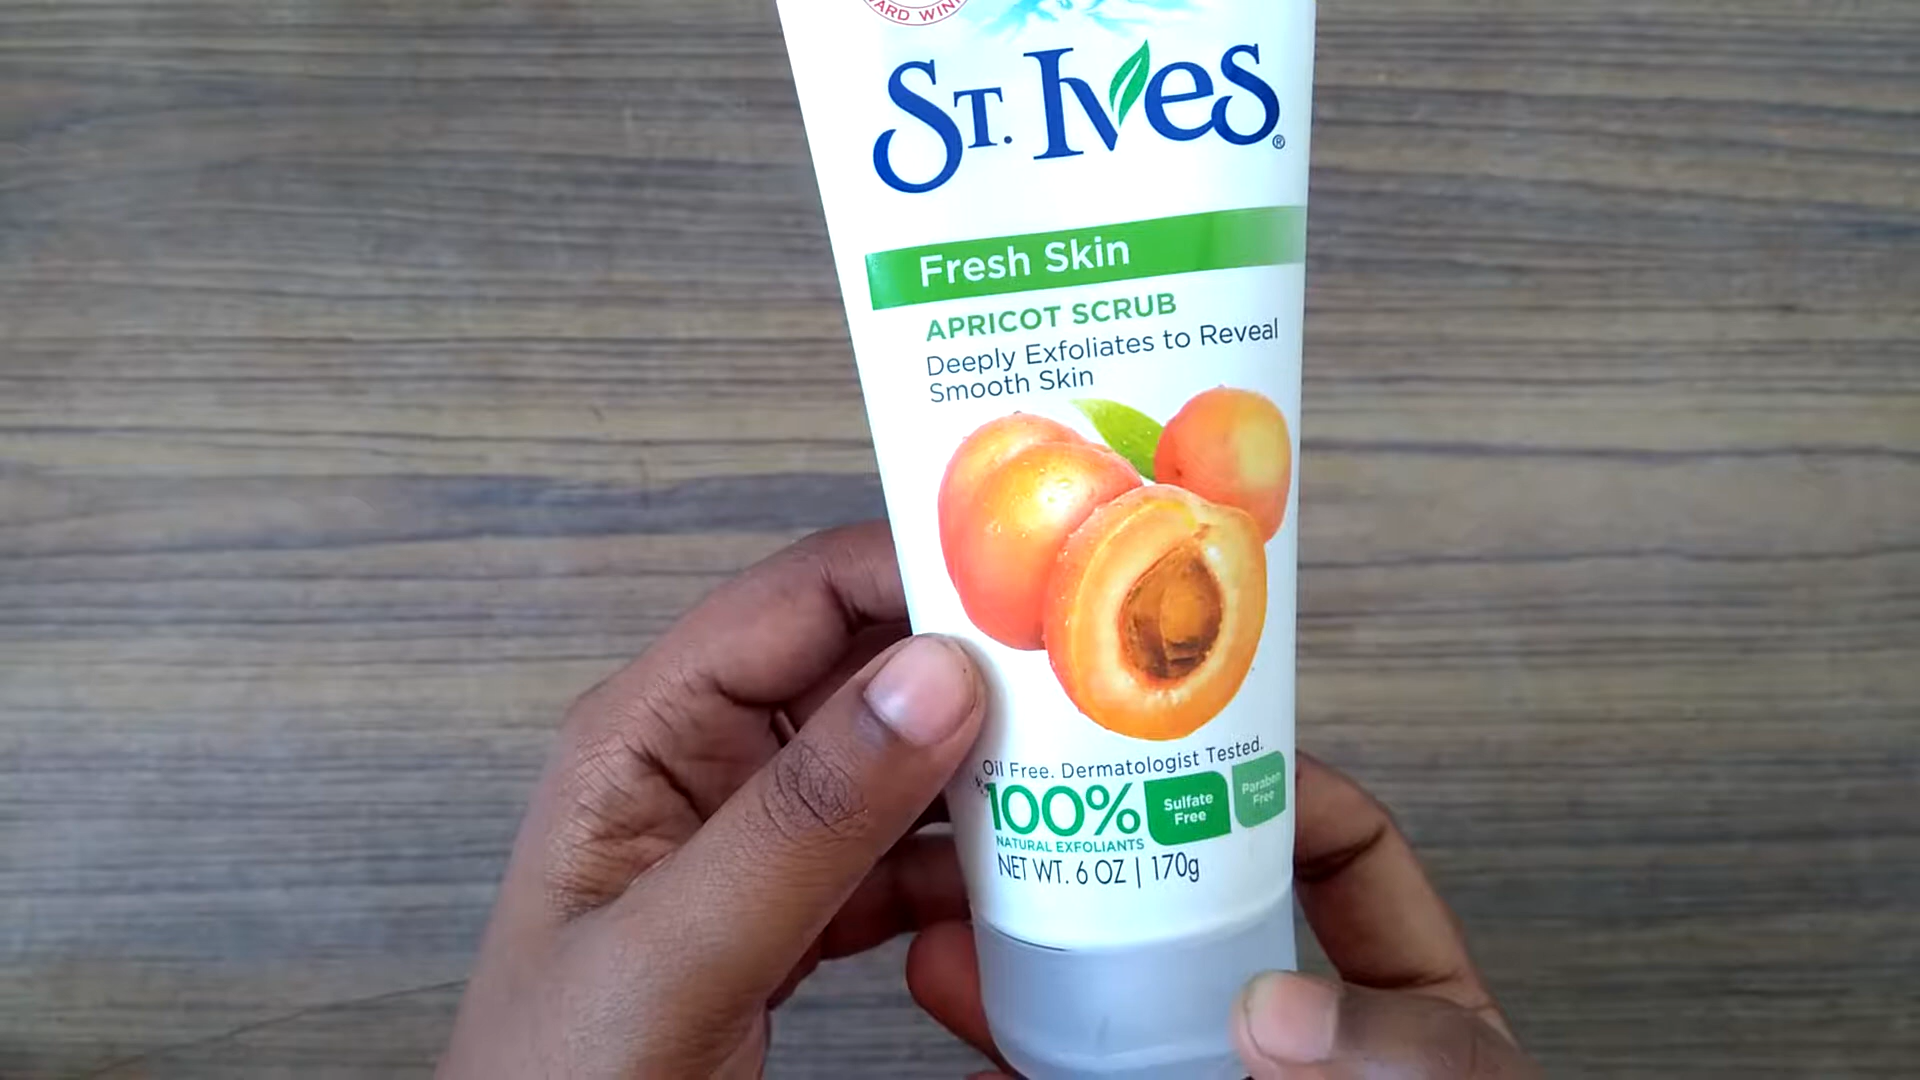 ST. Ives®
Fresh Skin
APRICOT SCRUB
Deeply Exfoliates to Reveal
Smooth Skin
Oil Free. Dermatologist Tested.
100%
NATURAL EXFOLIANTS
Sulfate
Free
Paraben
Free
NET WT. 6 OZ | 170g